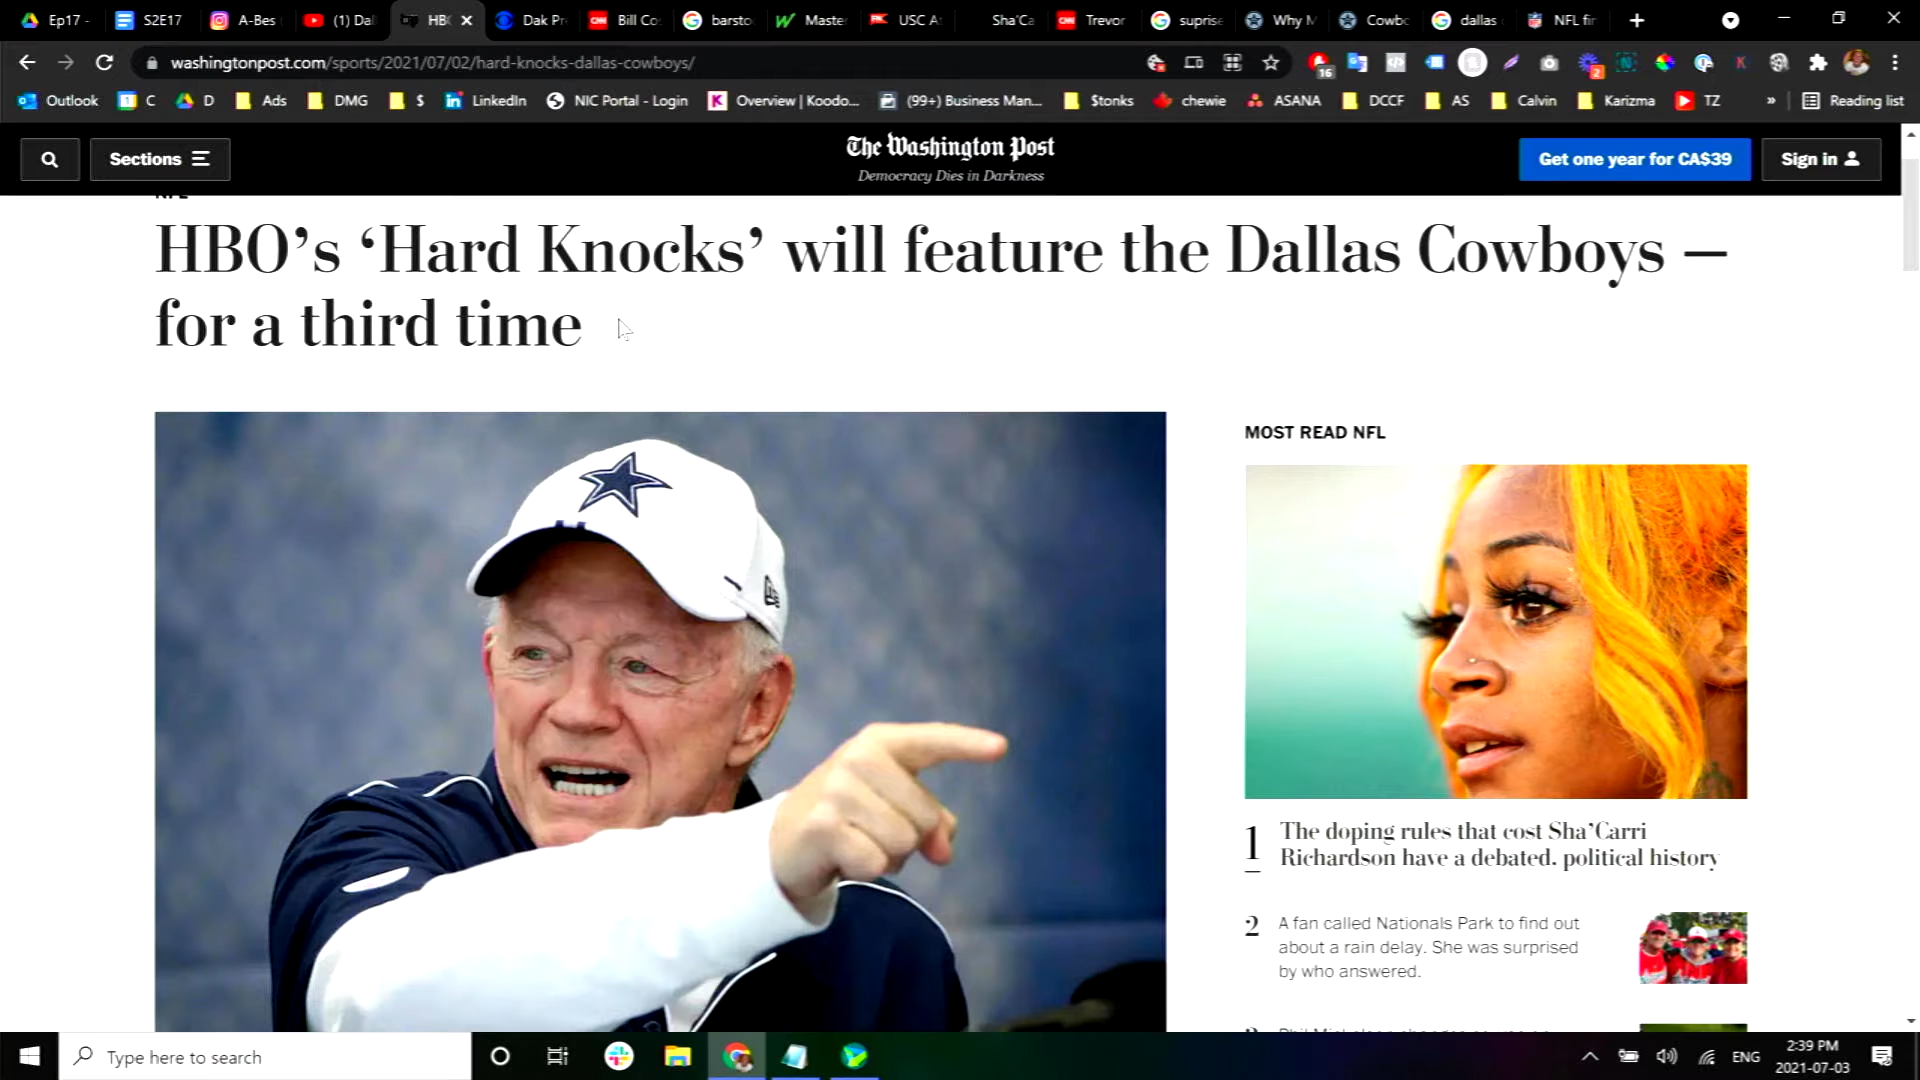 Ep17 -
S2E17
A-Bes
(1) Dal
HBO
Dak Pr
Bill Co
barsto
Maste
USC A
Sha'Ca
Trevor
suprise
Why M
Cowbo
dallas
NFL fir
washingtonpost.com/sports/2021/07/02/hard-knocks-dallas-cowboys/
16
2
Outlook
C
D
Ads
DMG
$
LinkedIn
NIC Portal - Login
Overview | Koodo...
(99+) Business Man...
$tonks
chewie
ASANA
DCCF
AS
Calvin
Karizma
TZ
»
Reading list
Sections
The Washington Post
Democracy Dies in Darkness
Get one year for CA$39
Sign in
NFL
HBO’s ‘Hard Knocks’ will feature the Dallas Cowboys —
for a third time
MOST READ NFL
1
The doping rules that cost Sha’Carri
Richardson have a debated, political history
2
A fan called Nationals Park to find out
about a rain delay. She was surprised
by who answered.
Type here to search
ENG
2:39 PM
2021-07-03